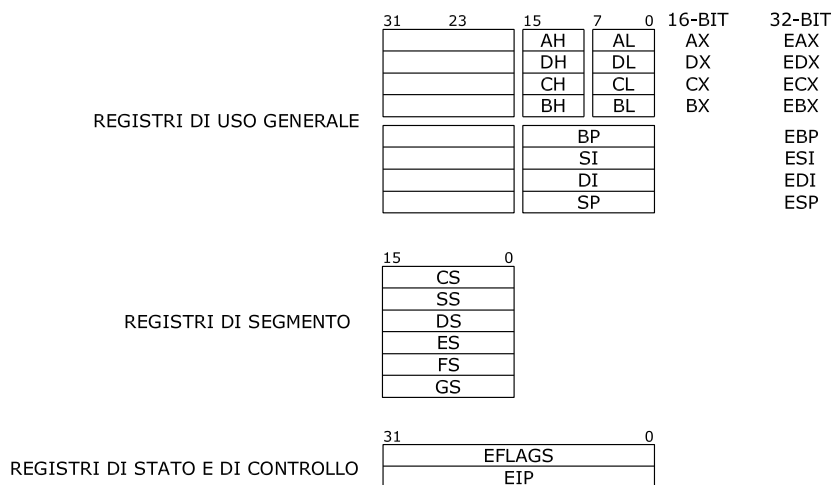 31 23 15 7 0 16-BIT 32-BIT
AH AL AX EAX
DH DL DX EDX
CH CL CX ECX
BH BL BX EBX
REGISTRI DI USO GENERALE
BP EBP
SI ESI
DI EDI
SP ESP
15 0
CS
SS
REGISTRI DI SEGMENTO DS
ES
FS
GS
31 0
EFLAGS
REGISTRI DI STATO E DI CONTROLLO
EIP